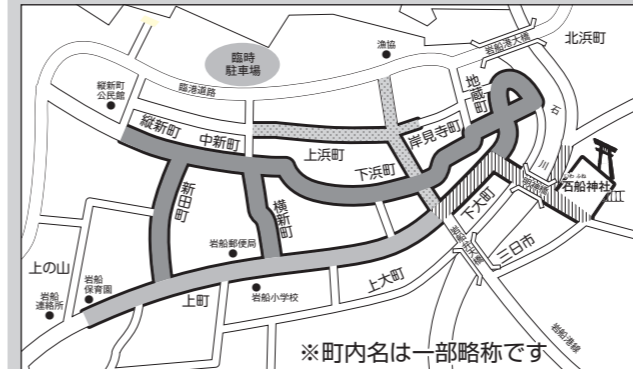 北浜町
岩船港大橋
漁協
臨時
駐車場
臨港道路
縦新町
公民館
地蔵町
縦新町
中新町
上浜町
岸見寺町
石川
下浜町
明神橋
石船神社
新田町
横新町
下大町
岩船郵便局
三日市
上の山
岩船
保育園
岩船
連絡所
上町
岩船小学校
上大町
岩船港線
※町内名は一部略称です